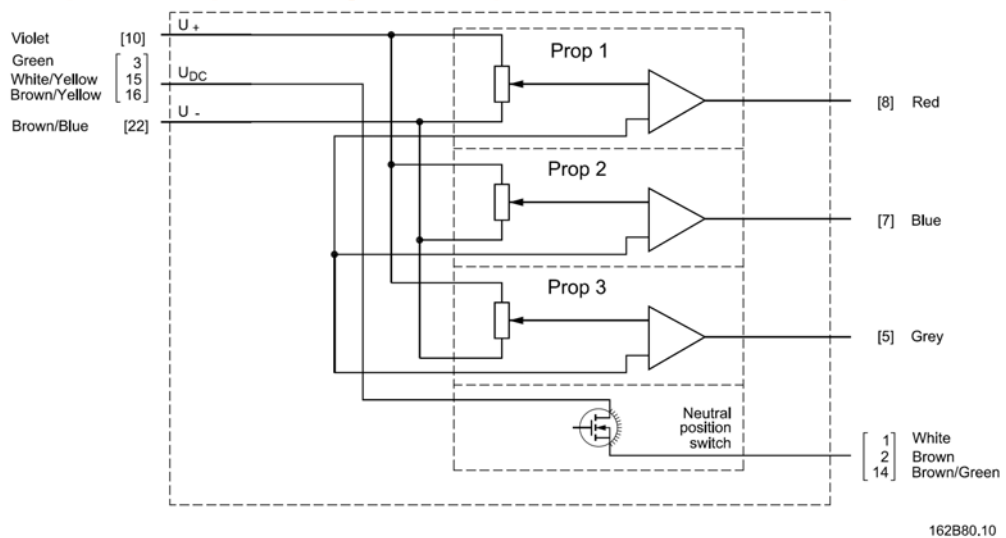 Violet [10] U +
Green 3
White/Yellow 15 UDC
Brown/Yellow 16
Brown/Blue [22] U -
Prop 1
[8] Red
Prop 2
[7] Blue
Prop 3
[5] Grey
Neutral
position
switch
1 White
2 Brown
14 Brown/Green
162B80.10